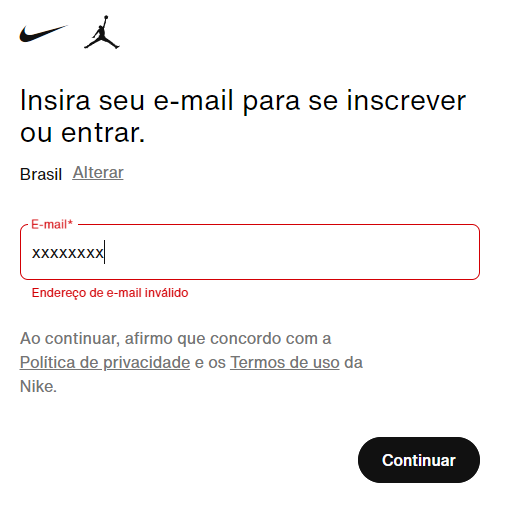 Insira seu e-mail para se inscrever
ou entrar.
Brasil Alterar
E-mail*
xxxxxxxx
Endereço de e-mail inválido
Ao continuar, afirmo que concordo com a
Política de privacidade e os Termos de uso da
Nike.
Continuar